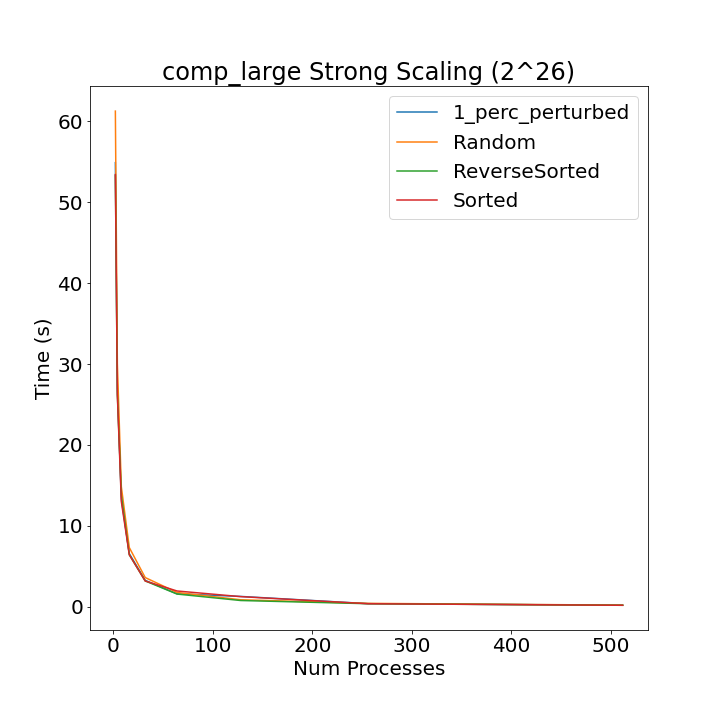 comp_large Strong Scaling (2^26)
1_perc_perturbed
Random
ReverseSorted
Sorted
Time (s)
60
50
40
30
20
10
0
0 100 200 300 400 500
Num Processes